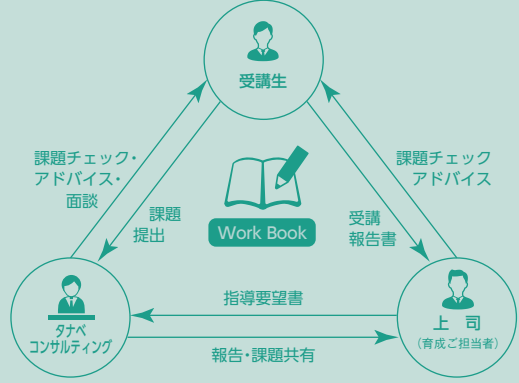 受講生
課題チェック・
アドバイス・
面談
課題チェック
アドバイス
課題
提出
Work Book
受講
報告書
指導要望書
タナベ
コンサルティング
上 司
（育成ご担当者）
報告・課題共有